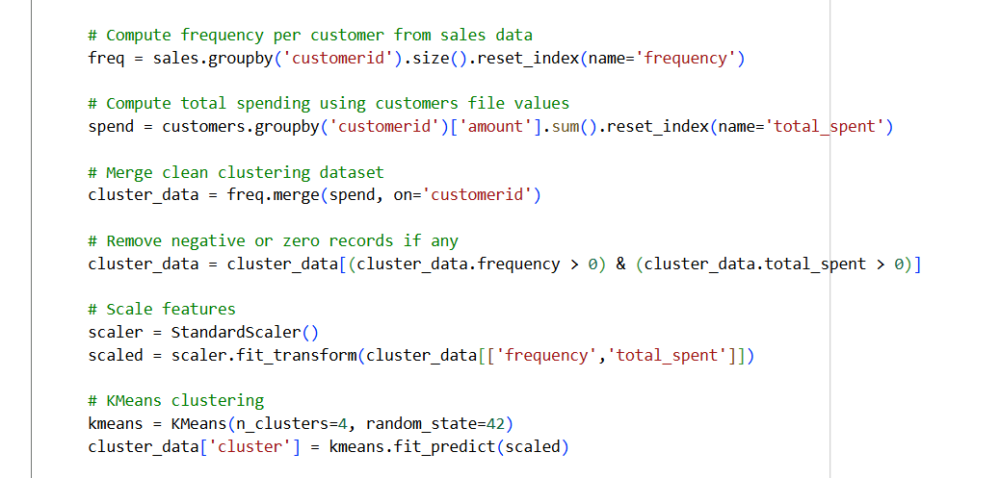 # Compute frequency per customer from sales data
freq = sales.groupby('customerid').size().reset_index(name='frequency')
# Compute total spending using customers file values
spend = customers.groupby('customerid')['amount'].sum().reset_index(name='total_spent')
# Merge clean clustering dataset
cluster_data = freq.merge(spend, on='customerid')
# Remove negative or zero records if any
cluster_data = cluster_data[(cluster_data.frequency > 0) & (cluster_data.total_spent > 0)]
# Scale features
scaler = StandardScaler()
scaled = scaler.fit_transform(cluster_data[['frequency','total_spent']])
# KMeans clustering
kmeans = KMeans(n_clusters=4, random_state=42)
cluster_data['cluster'] = kmeans.fit_predict(scaled)